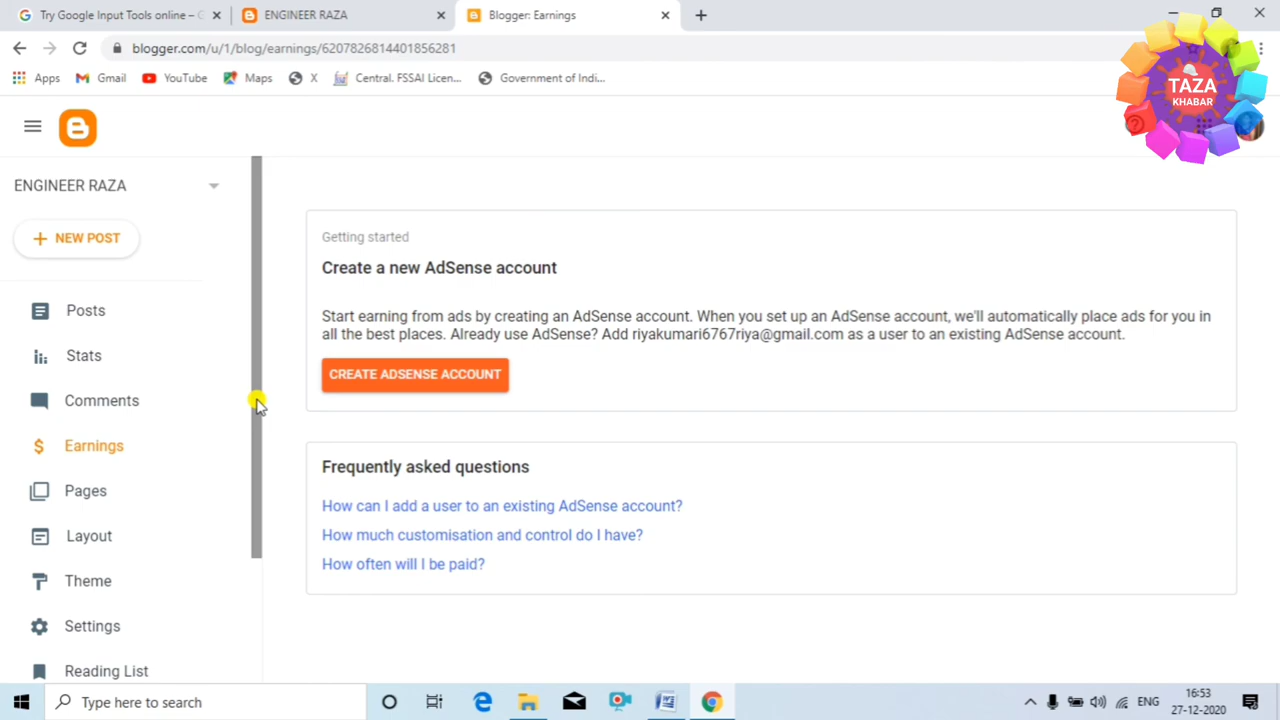 Try Google Input Tools online – G
ENGINEER RAZA
Blogger: Earnings
blogger.com/u/1/blog/earnings/6207826814401856281
Apps
Gmail
YouTube
Maps
X
Central. FSSAI Licen...
Government of Indi...
TAZA
KHABAR
ENGINEER RAZA
NEW POST
Posts
Stats
Comments
Earnings
Pages
Layout
Theme
Settings
Reading List
Getting started
Create a new AdSense account
Start earning from ads by creating an AdSense account. When you set up an AdSense account, we'll automatically place ads for you in
all the best places. Already use AdSense? Add riyakumari6767riya@gmail.com as a user to an existing AdSense account.
CREATE ADSENSE ACCOUNT
Frequently asked questions
How can I add a user to an existing AdSense account?
How much customisation and control do I have?
How often will I be paid?
Type here to search
ENG
16:53
27-12-2020